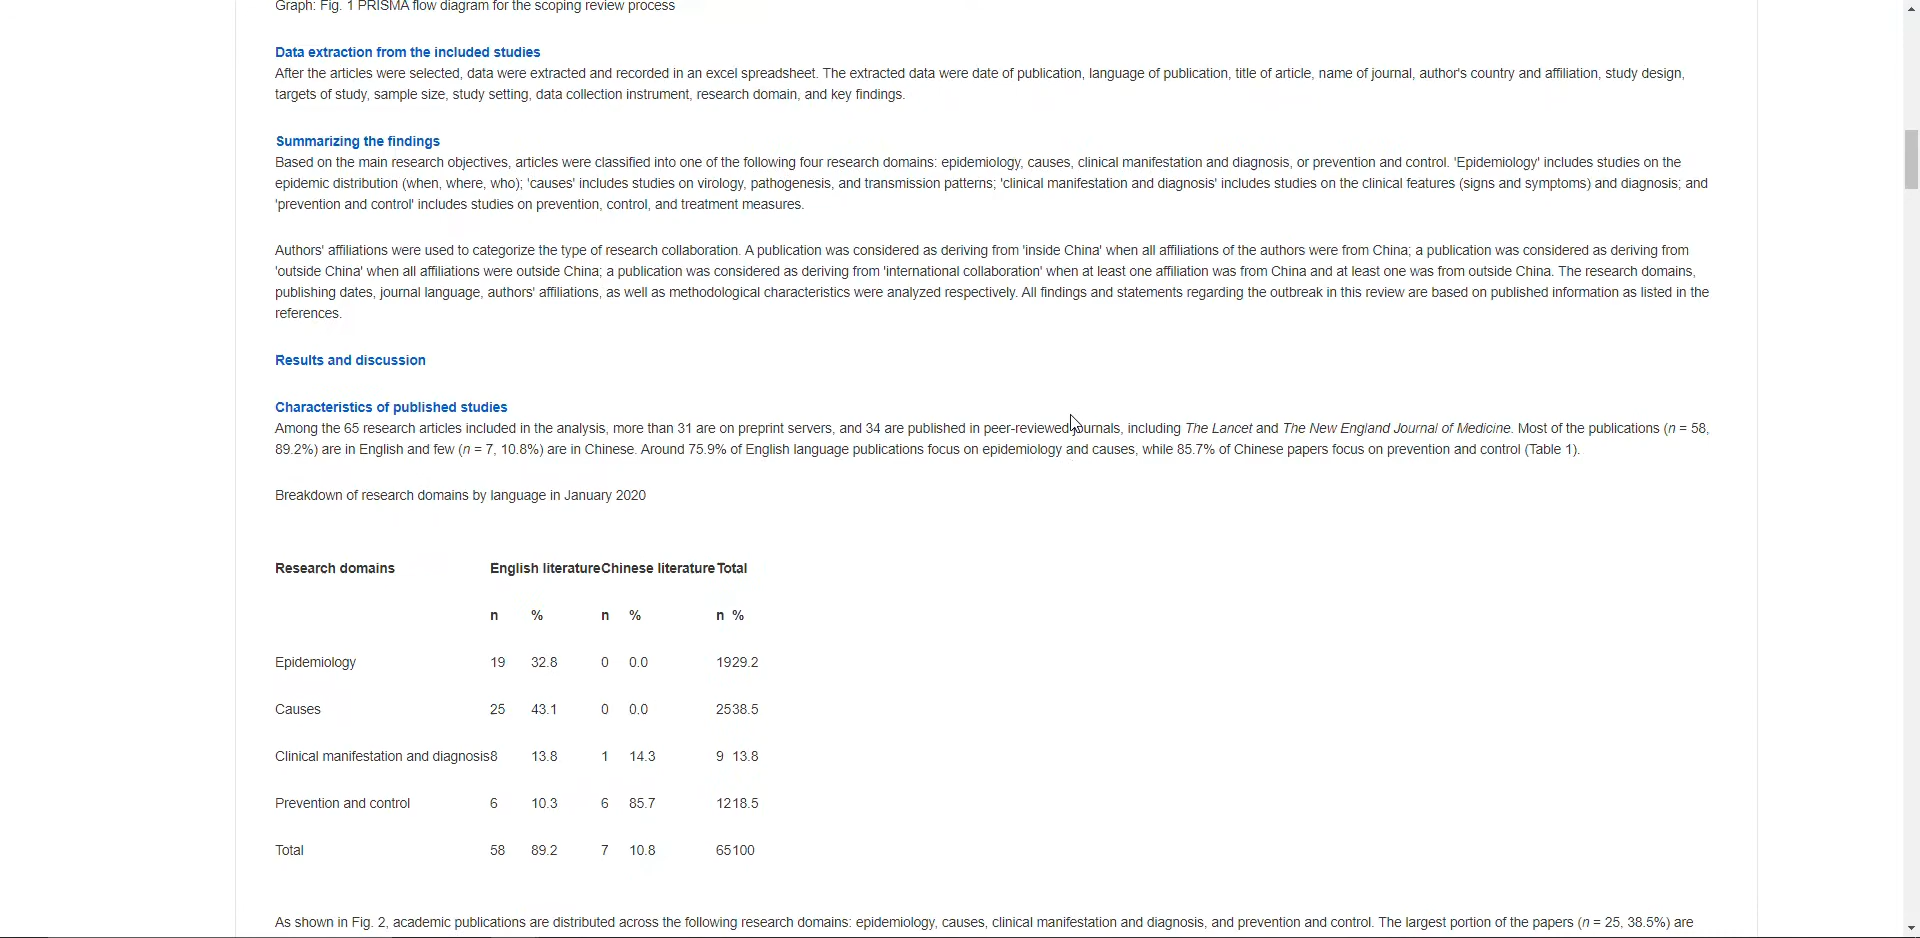 Graph: Fig. 1 PRISMA flow diagram for the scoping review process
Data extraction from the included studies
After the articles were selected, data were extracted and recorded in an excel spreadsheet. The extracted data were date of publication, language of publication, title of article, name of journal, author's country and affiliation, study design,
targets of study, sample size, study setting, data collection instrument, research domain, and key findings.
Summarizing the findings
Based on the main research objectives, articles were classified into one of the following four research domains: epidemiology, causes, clinical manifestation and diagnosis, or prevention and control. 'Epidemiology' includes studies on the
epidemic distribution (when, where, who); 'causes' includes studies on virology, pathogenesis, and transmission patterns; 'clinical manifestation and diagnosis' includes studies on the clinical features (signs and symptoms) and diagnosis; and
'prevention and control' includes studies on prevention, control, and treatment measures.
Authors' affiliations were used to categorize the type of research collaboration. A publication was considered as deriving from 'inside China' when all affiliations of the authors were from China; a publication was considered as deriving from
'outside China' when all affiliations were outside China; a publication was considered as deriving from 'international collaboration' when at least one affiliation was from China and at least one was from outside China. The research domains,
publishing dates, journal language, authors' affiliations, as well as methodological characteristics were analyzed respectively. All findings and statements regarding the outbreak in this review are based on published information as listed in the
references.
Results and discussion
Characteristics of published studies
Among the 65 research articles included in the analysis, more than 31 are on preprint servers, and 34 are published in peer-reviewed journals, including The Lancet and The New England Journal of Medicine. Most of the publications (n = 58,
89.2%) are in English and few (n = 7, 10.8%) are in Chinese. Around 75.9% of English language publications focus on epidemiology and causes, while 85.7% of Chinese papers focus on prevention and control (Table 1).
Breakdown of research domains by language in January 2020
Research domains English literature Chinese literature Total
n % n % n %
Epidemiology 19 32.8 0 0.0 19 29.2
Causes 25 43.1 0 0.0 25 38.5
Clinical manifestation and diagnosis 8 13.8 1 14.3 9 13.8
Prevention and control 6 10.3 6 85.7 12 18.5
Total 58 89.2 7 10.8 65 100
As shown in Fig. 2, academic publications are distributed across the following research domains: epidemiology, causes, clinical manifestation and diagnosis, and prevention and control. The largest portion of the papers (n = 25, 38.5%) are